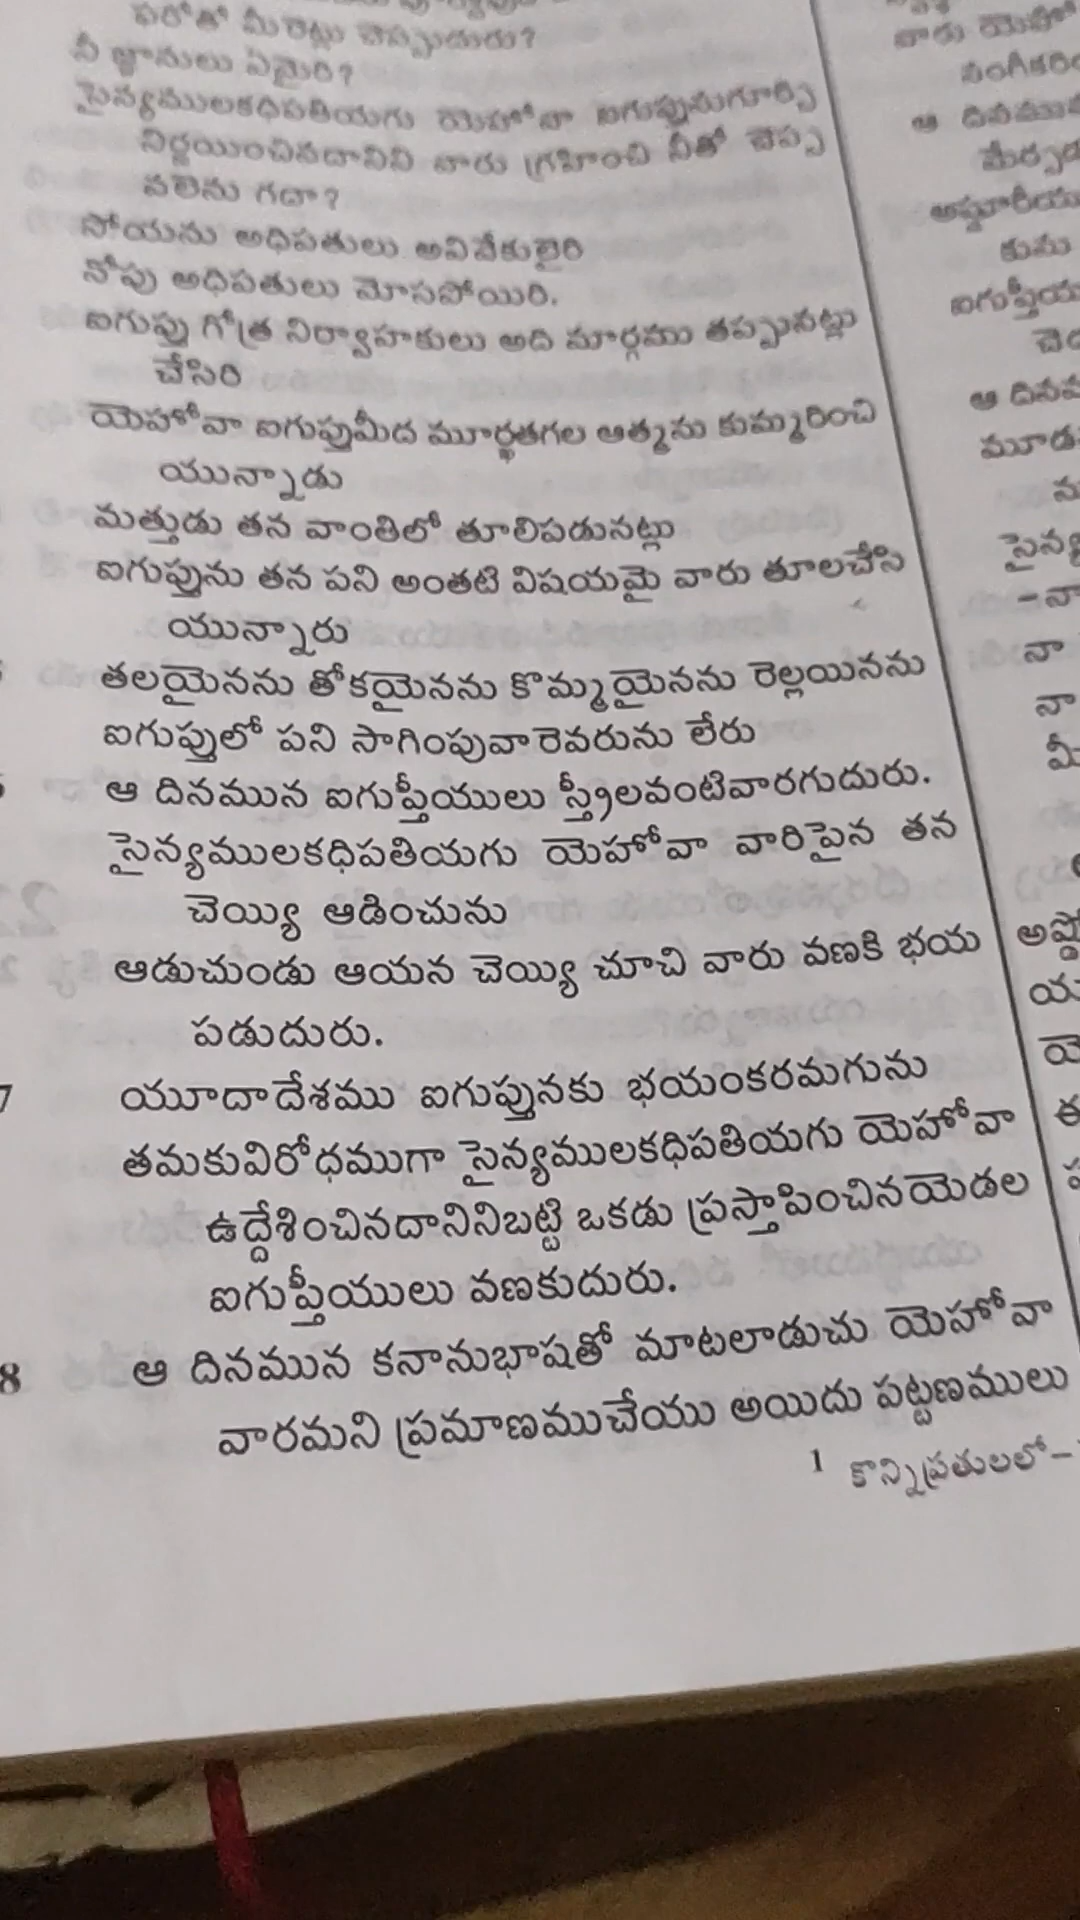 నీ జ్ఞానులు ఏమైరి?
సైన్యములకధిపతియగు యెహోవా ఐగుప్తునుగూర్చి
నిర్ణయించినదానిని వారు గ్రహించి నీతో చెప్ప
వలెను గదా?
సోయను అధిపతులు అవివేకులైరి
నోపు అధిపతులు మోసపోయిరి.
ఐగుప్తు గోత్ర నిర్వాహకులు అది మార్గము తప్పునట్లు
చేసిరి
యెహోవా ఐగుప్తుమీద మూర్ఖతగల ఆత్మను కుమ్మరించి
యున్నాడు
మత్తుడు తన వాంతిలో తూలిపడునట్లు
ఐగుప్తును తన పని అంతటి విషయమై వారు తూలచేసి
యున్నారు
తలయైనను తోకయైనను కొమ్మయైనను రెల్లయినను
ఐగుప్తులో పని సాగింపువారెవరును లేరు
ఆ దినమున ఐగుప్తీయులు స్త్రీలవంటివారగుదురు.
సైన్యములకధిపతియగు యెహోవా వారిపైన తన
చెయ్యి ఆడించును
ఆడుచుండు ఆయన చెయ్యి చూచి వారు వణకి భయ
పడుదురు.
7 యూదాదేశము ఐగుప్తునకు భయంకరమగును
తమకువిరోధముగా సైన్యములకధిపతియగు యెహోవా
ఉద్దేశించినదానినిబట్టి ఒకడు ప్రస్తాపించినయెడల
ఐగుప్తీయులు వణకుదురు.
8 ఆ దినమున కనానుభాషతో మాటలాడుచు యెహోవా
వారమని ప్రమాణముచేయు అయిదు పట్టణములు
1 కొన్నిప్రతులలో-
వారు
ఆ
ఆ
-నా
నా
నా